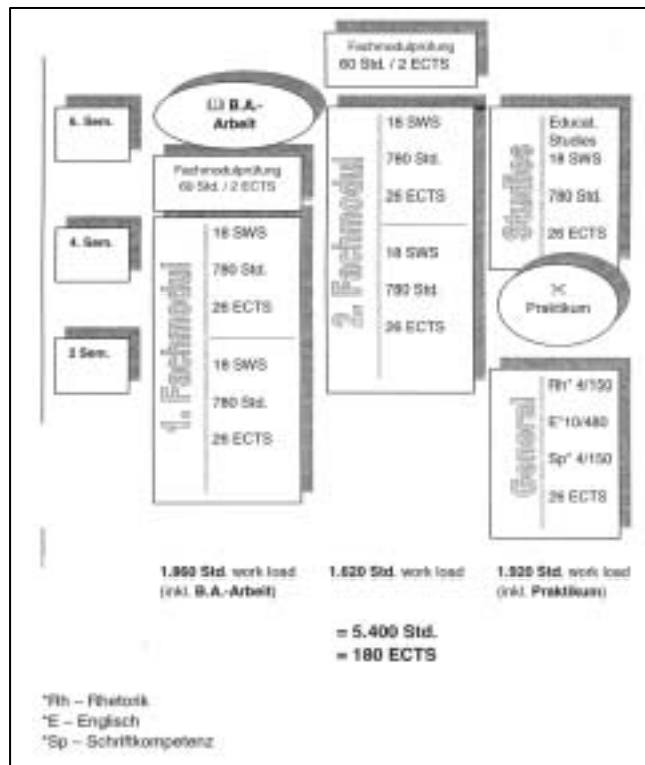 Fachmodulprüfung
60 Std. / 2 ECTS
B.A.-
Arbeit
6. Sem.
Fachmodulprüfung
60 Std. / 2 ECTS
4. Sem.
2 Sem.
1. Fachmodul
18 SWS
780 Std.
26 ECTS
18 SWS
780 Std.
26 ECTS
2. Fachmodul
18 SWS
780 Std.
26 ECTS
18 SWS
780 Std.
26 ECTS
Studies
Educat.
Studies
18 SWS
780 Std.
26 ECTS
Praktikum
General
Rh* 4/150
E*10/480
Sp* 4/150
26 ECTS
work load
(inkl. B.A.-Arbeit)
1.620 Std. work load
1.920 Std. work load
(inkl. Praktikum)
= 5.400 Std.
= 180 ECTS
*Rh – Rhetorik
*E – Englisch
*Sp – Schriftkompetenz